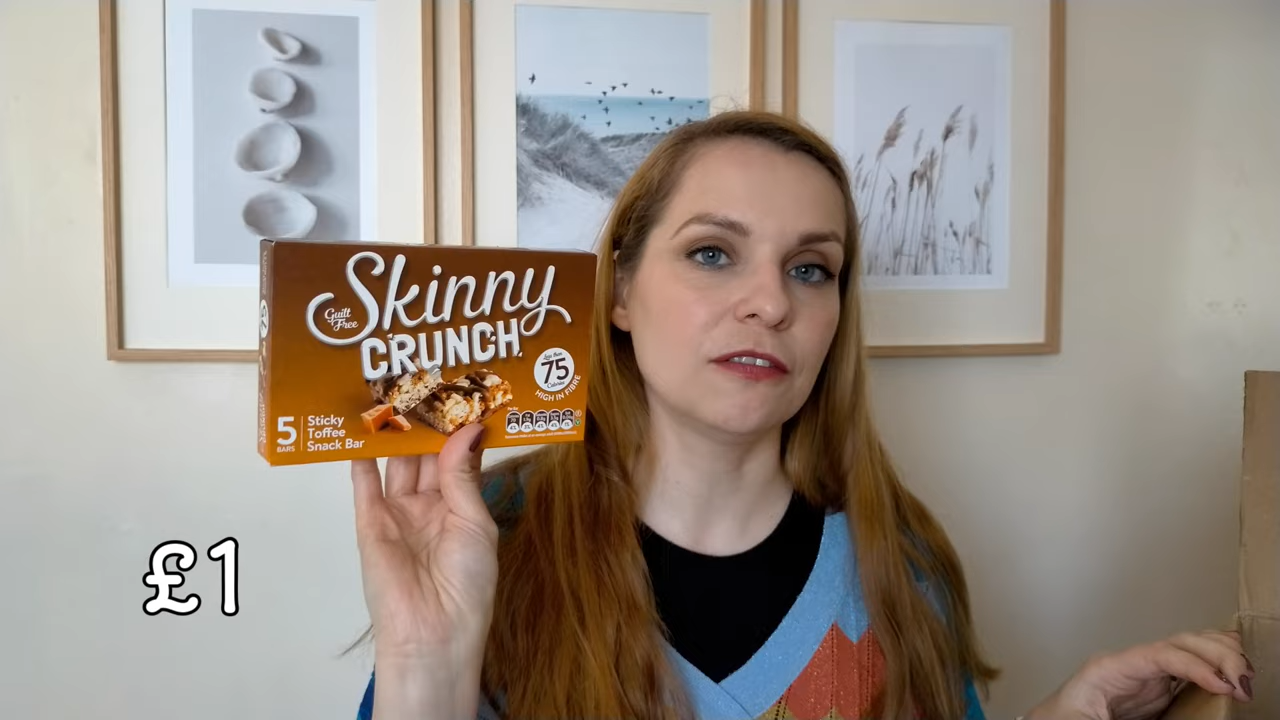 Guilt
Free
Skinny
CRUNCH
Less than
75
Calories
HIGH IN FIBRE
5
BARS
Sticky
Toffee
Snack Bar
£1